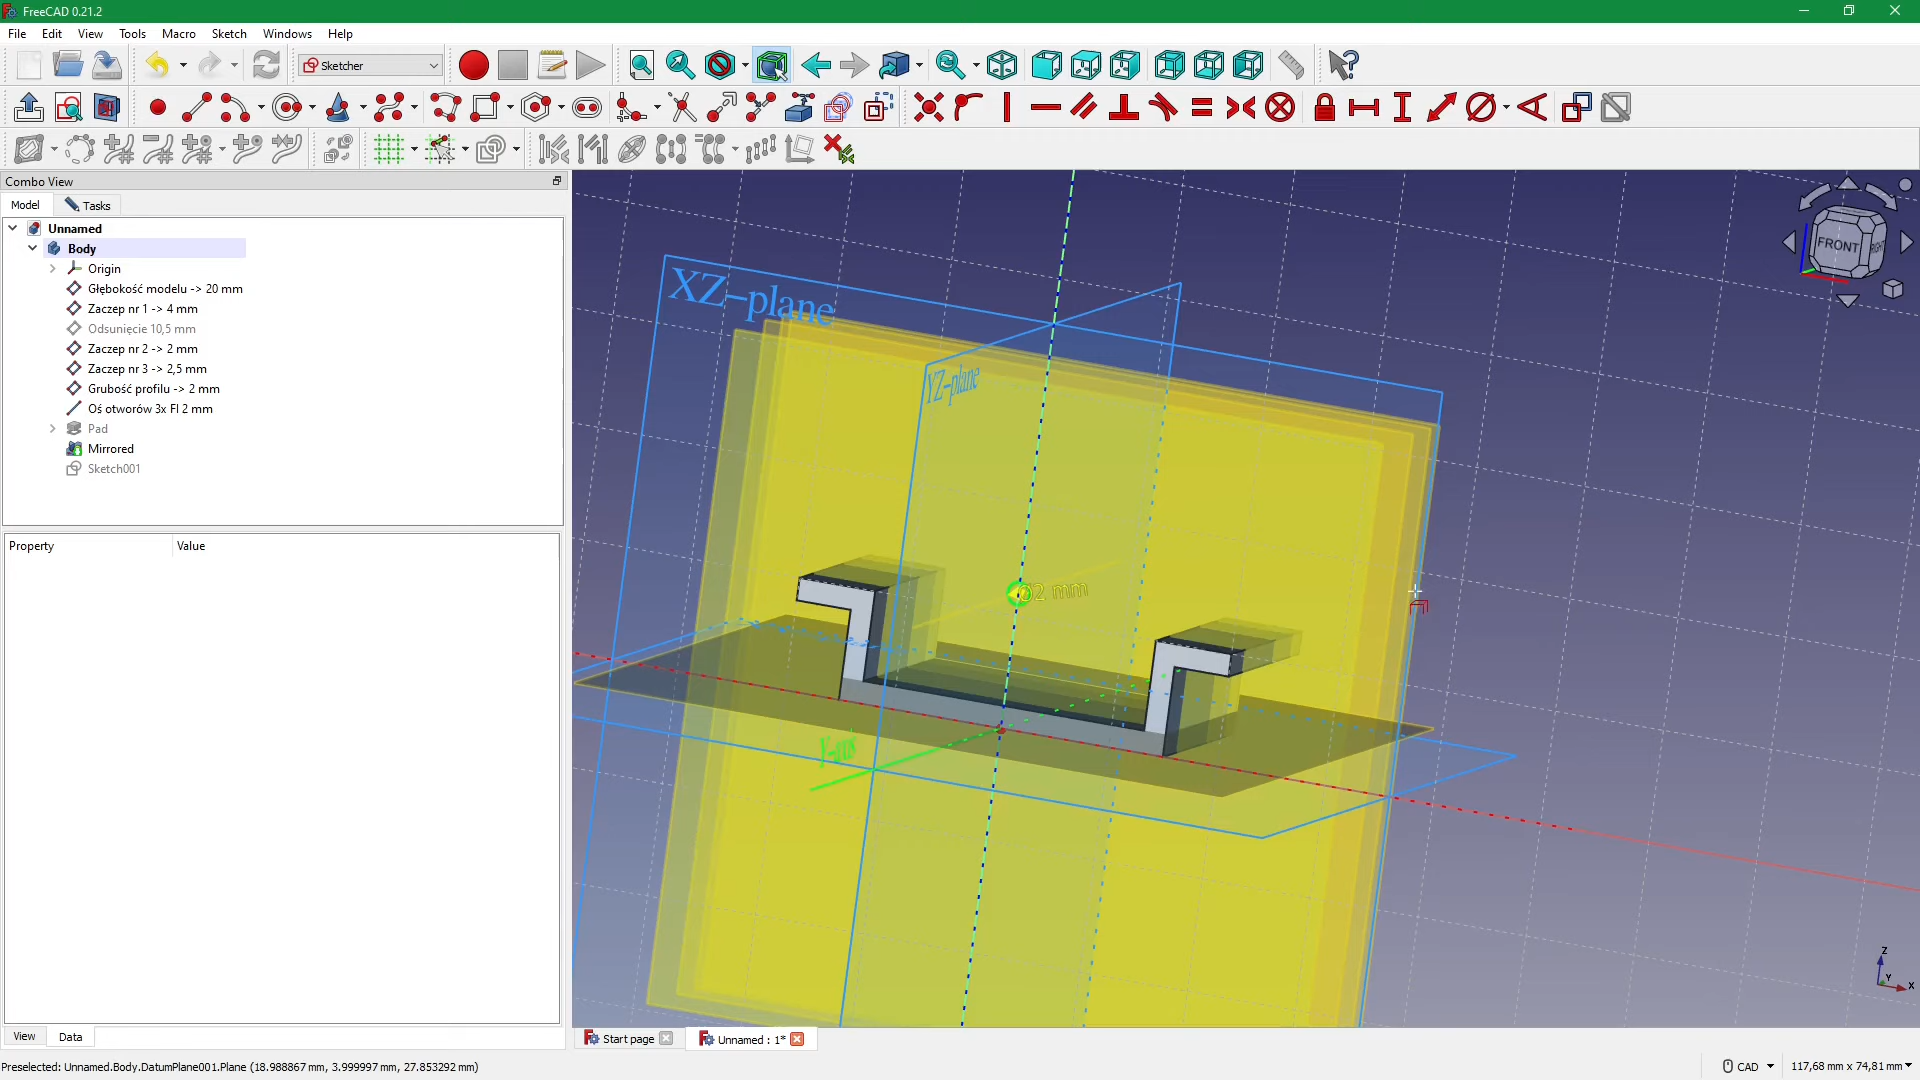 FreeCAD 0.21.2
File Edit View Tools Macro Sketch Windows Help
Sketcher
Combo View
Model Tasks
Unnamed
Body
Origin
Głębokość modelu -> 20 mm
Zaczep nr 1 -> 4 mm
Odsunięcie 10,5 mm
Zaczep nr 2 -> 2 mm
Zaczep nr 3 -> 2,5 mm
Grubość profilu -> 2 mm
Oś otworów 3x FI 2 mm
Pad
Mirrored
Sketch001
Property Value
View Data
XZ-plane
YZ-plane
Ø2 mm
Y-axis
FRONT RIGHT
Z
Y
X
Start page
Unnamed : 1*
Preselected: Unnamed.Body.DatumPlane001.Plane (18.988867 mm, 3.999997 mm, 27.853292 mm)
CAD
117,68 mm x 74,81 mm